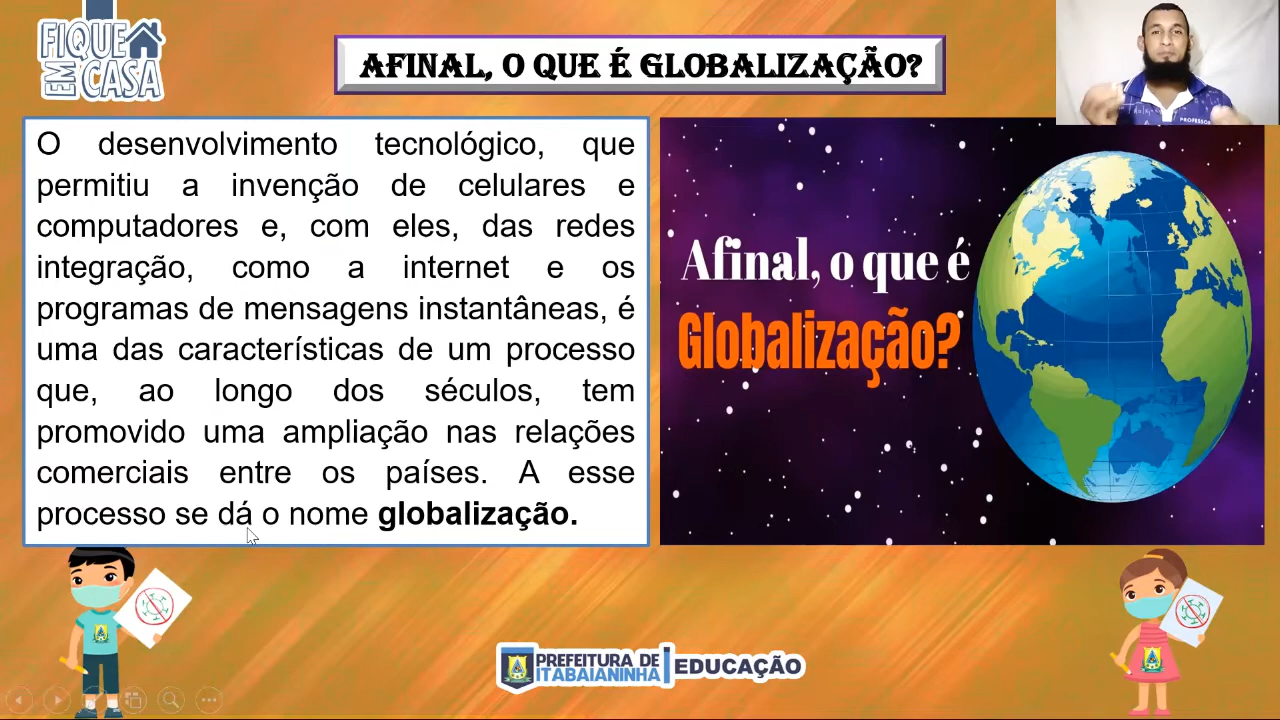 FIQUE
EM CASA
AFINAL, O QUE É GLOBALIZAÇÃO?
PROFESSOR
O desenvolvimento tecnológico, que
permitiu a invenção de celulares e
computadores e, com eles, das redes
integração, como a internet e os
programas de mensagens instantâneas, é
uma das características de um processo
que, ao longo dos séculos, tem
promovido uma ampliação nas relações
comerciais entre os países. A esse
processo se dá o nome globalização.
Afinal, o que é
Globalização?
PREFEITURA DE
ITABAIANINHA
EDUCAÇÃO